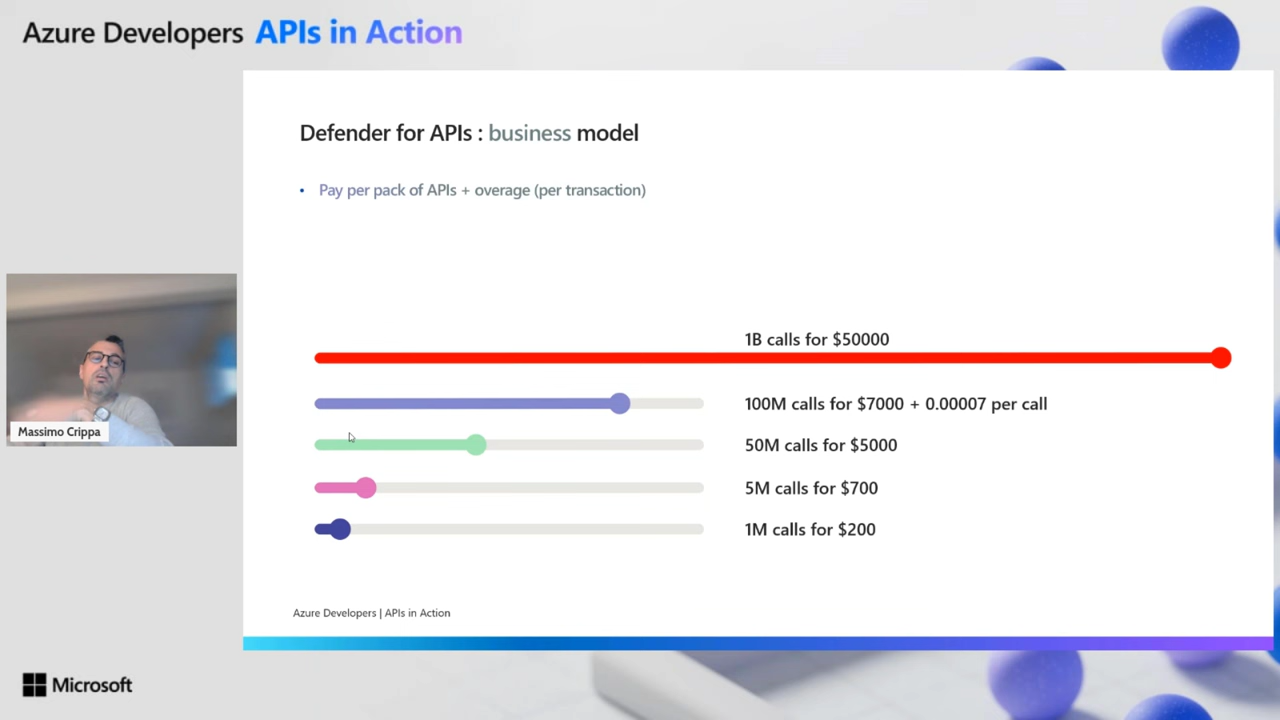 Azure Developers APIs in Action
Defender for APIs : business model
• Pay per pack of APIs + overage (per transaction)
1B calls for $50000
100M calls for $7000 + 0.00007 per call
50M calls for $5000
5M calls for $700
1M calls for $200
Massimo Crippa
Azure Developers | APIs in Action
Microsoft